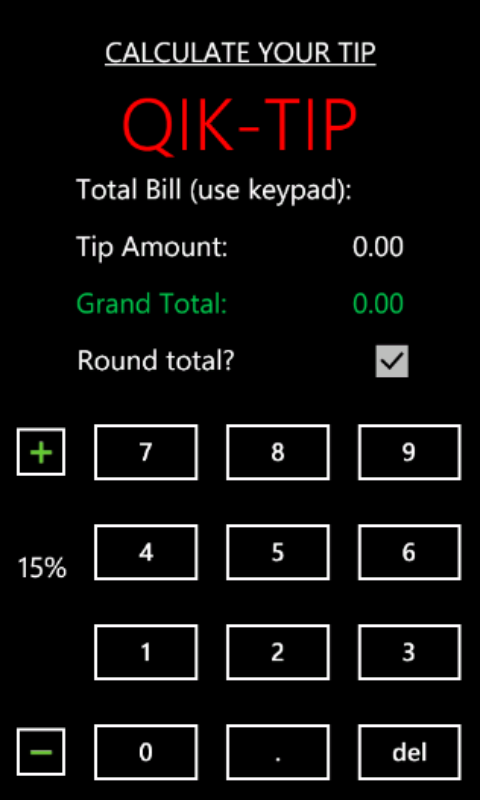 CALCULATE YOUR TIP
QIK-TIP
Total Bill (use keypad):
Tip Amount: 0.00
Grand Total: 0.00
Round total?
+ 7 8 9
15% 4 5 6
1 2 3
- 0 . del